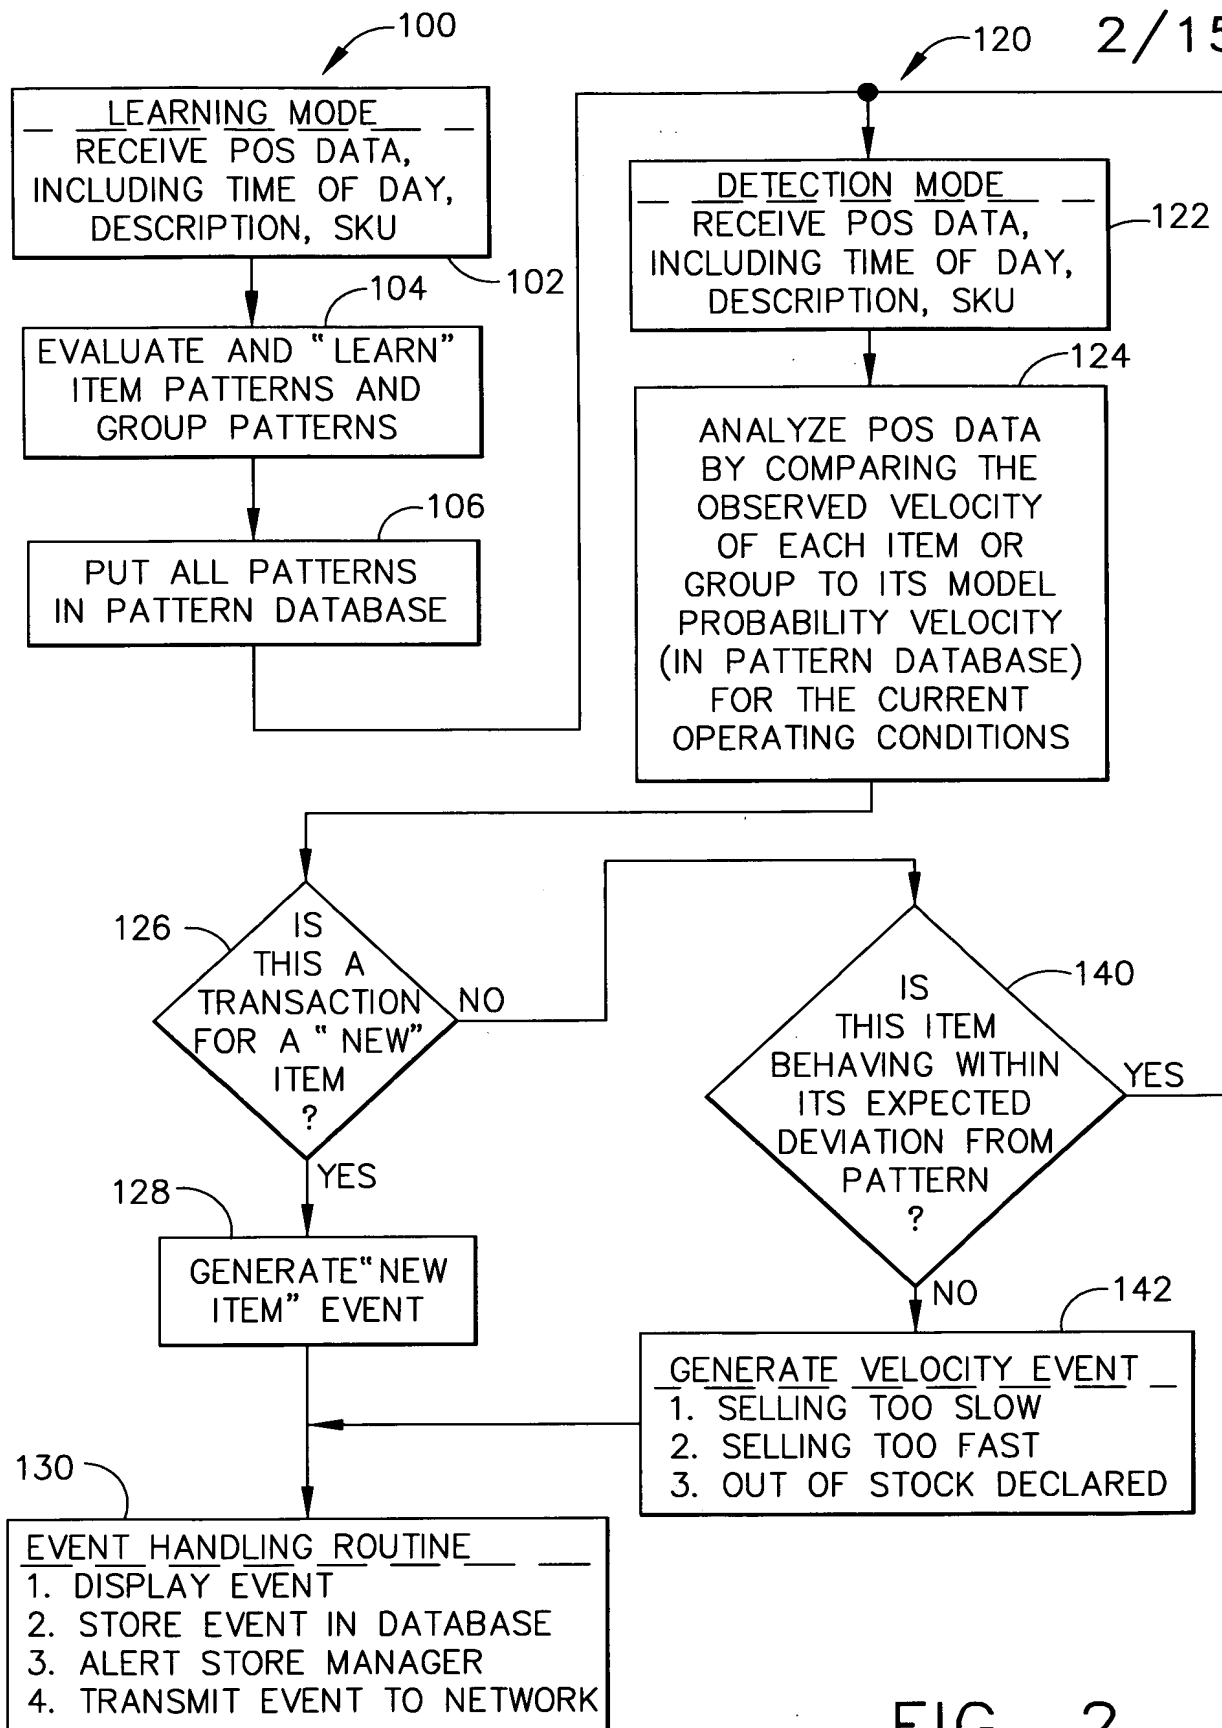 100
120
2/15
LEARNING MODE
RECEIVE POS DATA,
INCLUDING TIME OF DAY,
DESCRIPTION, SKU
102
104
EVALUATE AND "LEARN"
ITEM PATTERNS AND
GROUP PATTERNS
106
PUT ALL PATTERNS
IN PATTERN DATABASE
DETECTION MODE
RECEIVE POS DATA,
INCLUDING TIME OF DAY,
DESCRIPTION, SKU
122
124
ANALYZE POS DATA
BY COMPARING THE
OBSERVED VELOCITY
OF EACH ITEM OR
GROUP TO ITS MODEL
PROBABILITY VELOCITY
(IN PATTERN DATABASE)
FOR THE CURRENT
OPERATING CONDITIONS
126
IS
THIS A
TRANSACTION
FOR A "NEW"
ITEM
?
NO
YES
140
IS
THIS ITEM
BEHAVING WITHIN
ITS EXPECTED
DEVIATION FROM
PATTERN
?
YES
NO
128
GENERATE "NEW
ITEM" EVENT
142
GENERATE VELOCITY EVENT
1. SELLING TOO SLOW
2. SELLING TOO FAST
3. OUT OF STOCK DECLARED
130
EVENT HANDLING ROUTINE
1. DISPLAY EVENT
2. STORE EVENT IN DATABASE
3. ALERT STORE MANAGER
4. TRANSMIT EVENT TO NETWORK
FIG. 2